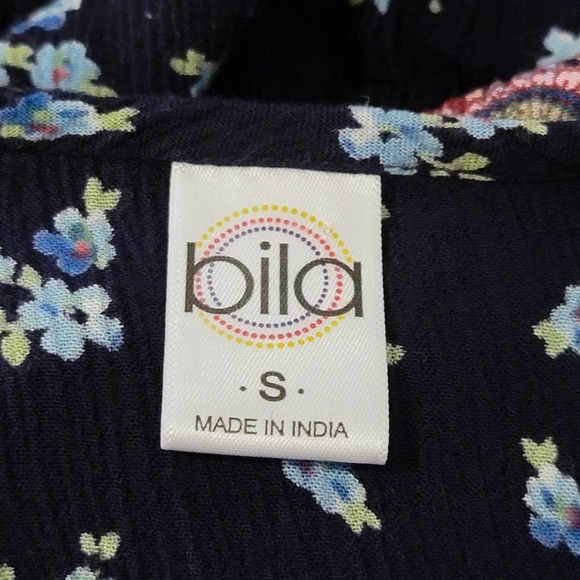 bila
· S ·
MADE IN INDIA